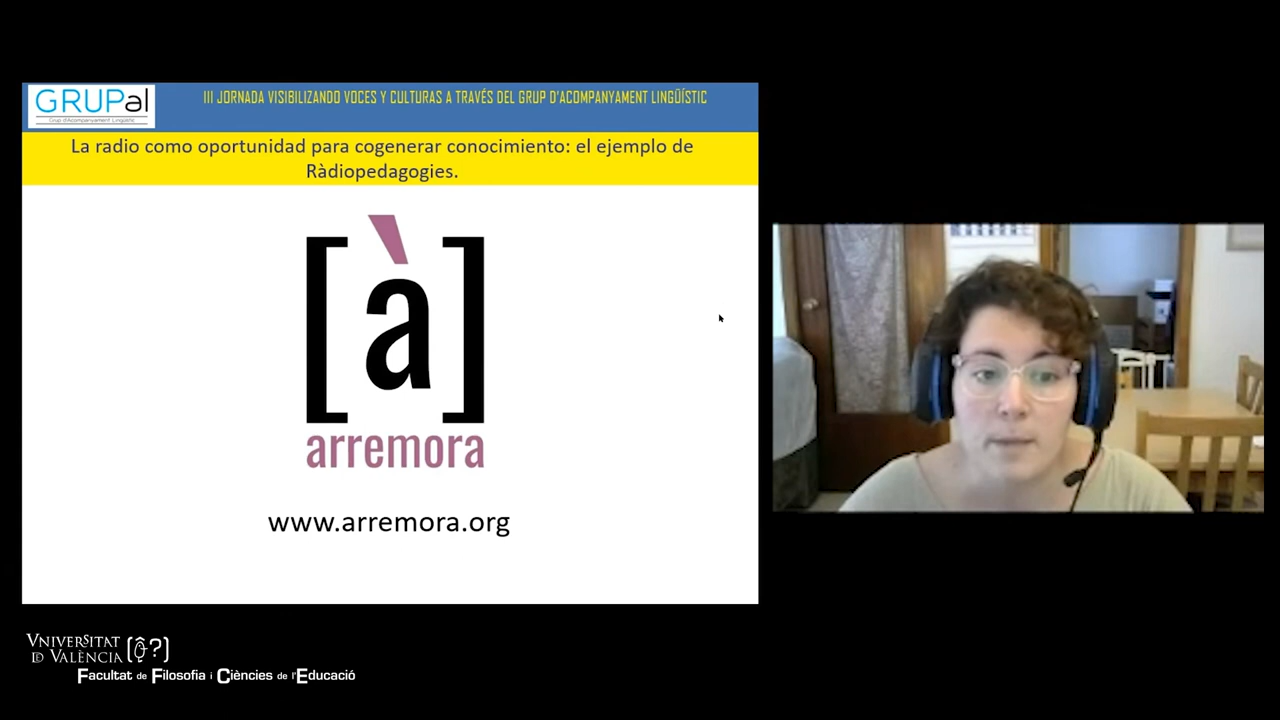 GRUPal
Grup d'Acompanyament Lingüístic
III JORNADA VISIBILIZANDO VOCES Y CULTURAS A TRAVÉS DEL GRUP D'ACOMPANYAMENT LINGÜÍSTIC
La radio como oportunidad para cogenerar conocimiento: el ejemplo de
Ràdiopedagogies.
[à]
arremora
www.arremora.org
VNIVERSITAT
DE VALÈNCIA
Facultat de Filosofia i Ciències de l'Educació